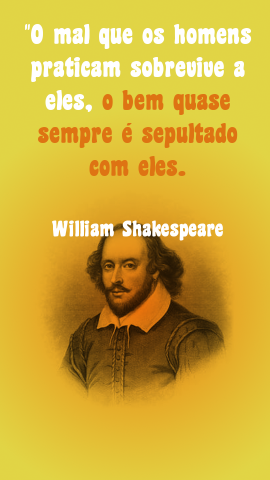 "O mal que os homens
praticam sobrevive a
eles, o bem quase
sempre é sepultado
com eles.
William Shakespeare